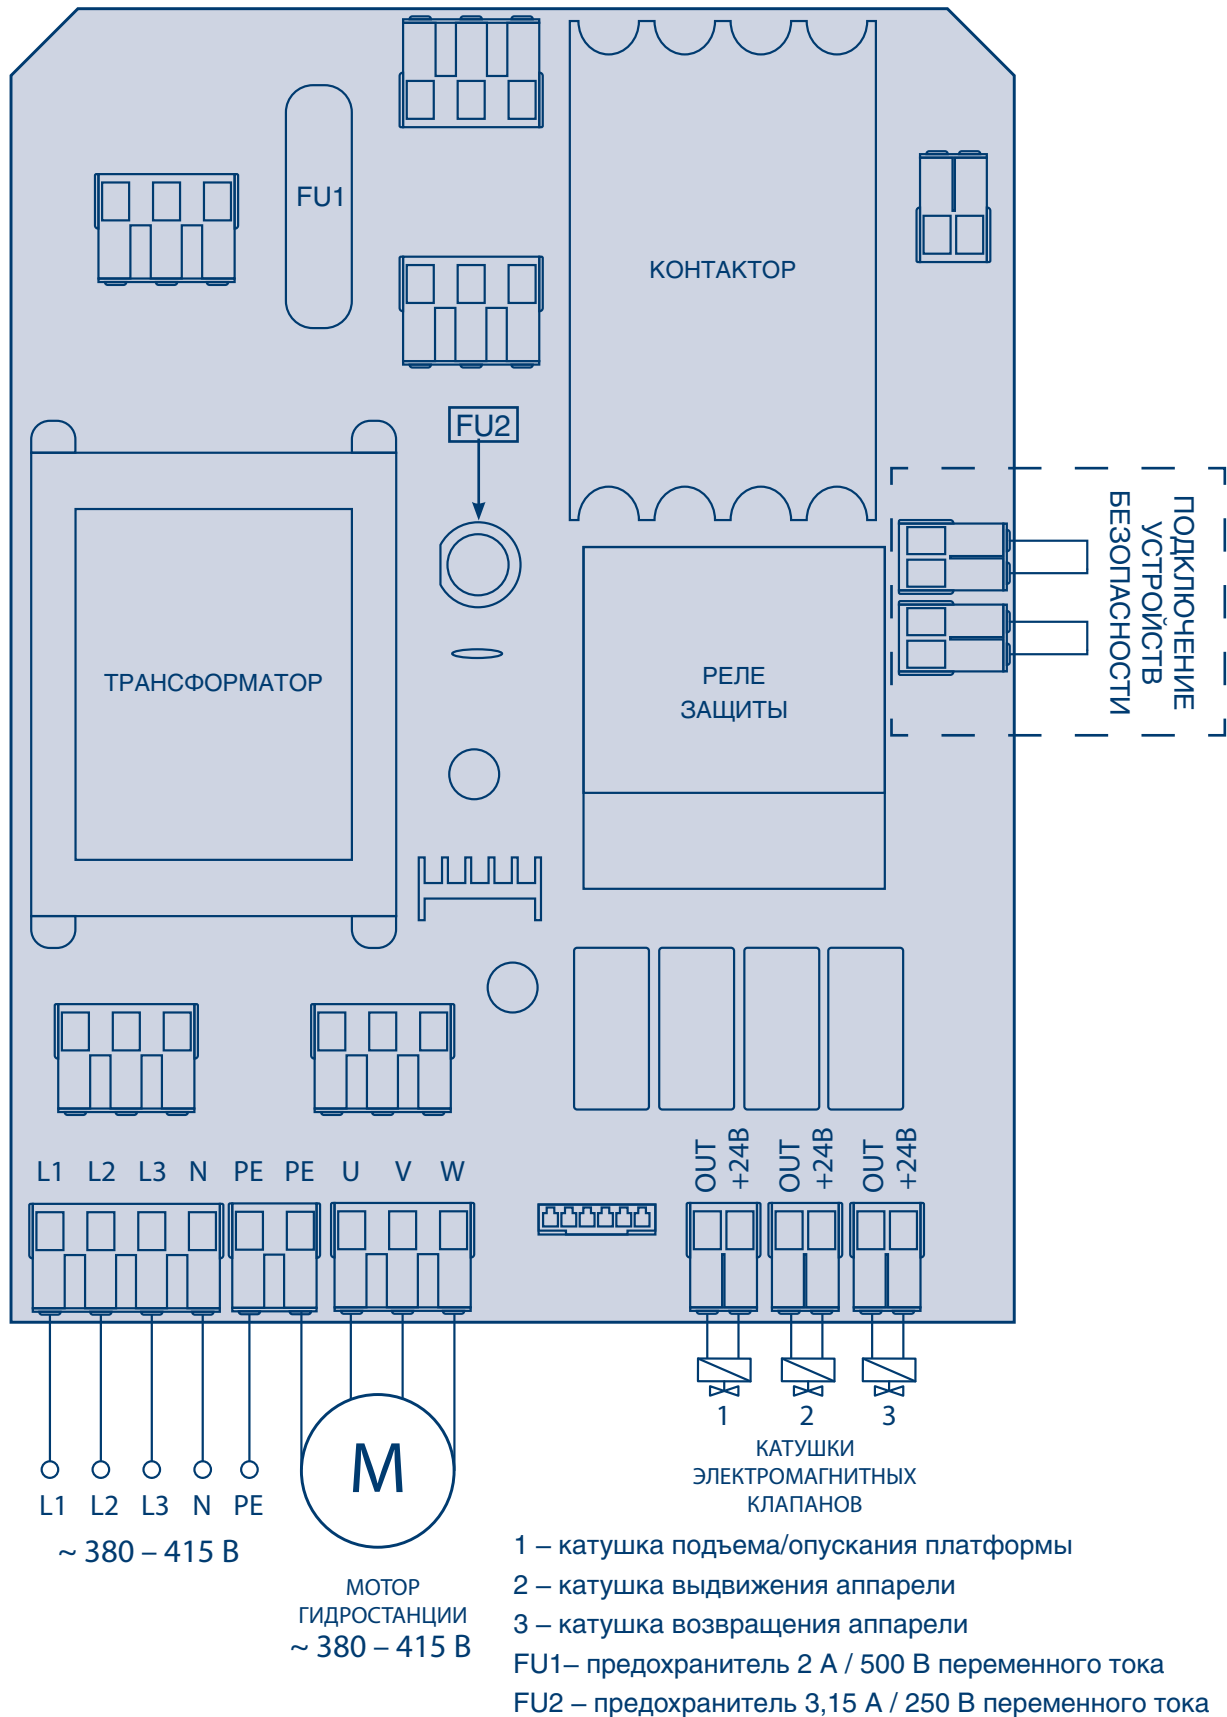 FU1
КОНТАКТОР
FU2
ПОДКЛЮЧЕНИЕ
УСТРОЙСТВ
БЕЗОПАСНОСТИ
ТРАНСФОРМАТОР
РЕЛЕ
ЗАЩИТЫ
L1 L2 L3 N PE PE U V W
OUT +24В OUT +24В OUT +24В
1 2 3
КАТУШКИ
ЭЛЕКТРОМАГНИТНЫХ
КЛАПАНОВ
M
L1 L2 L3 N PE
~ 380 – 415 В
МОТОР
ГИДРОСТАНЦИИ
~ 380 – 415 В
1 – катушка подъема/опускания платформы
2 – катушка выдвижения аппарели
3 – катушка возвращения аппарели
FU1– предохранитель 2 А / 500 В переменного тока
FU2 – предохранитель 3,15 А / 250 В переменного тока